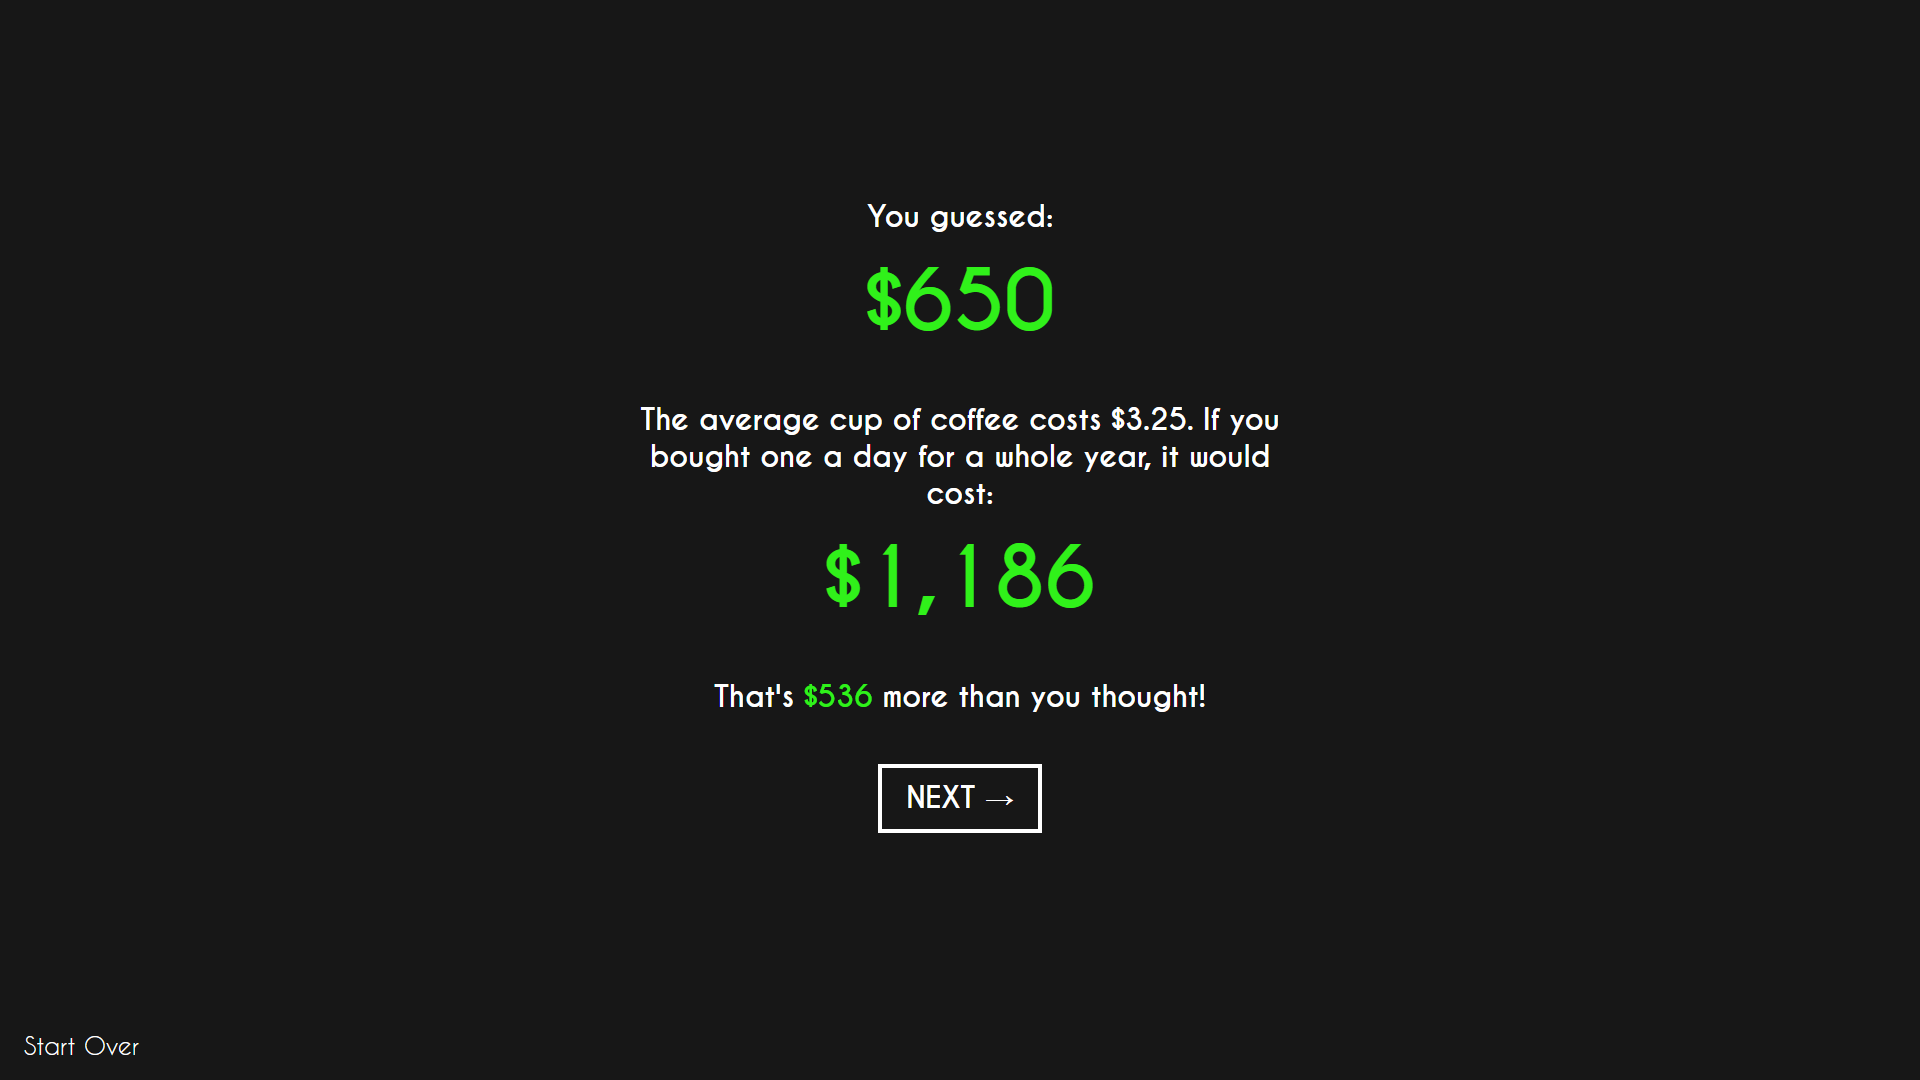 You guessed:
$650
The average cup of coffee costs $3.25. If you
bought one a day for a whole year, it would
cost:
$1,186
That's $536 more than you thought!
NEXT →
Start Over